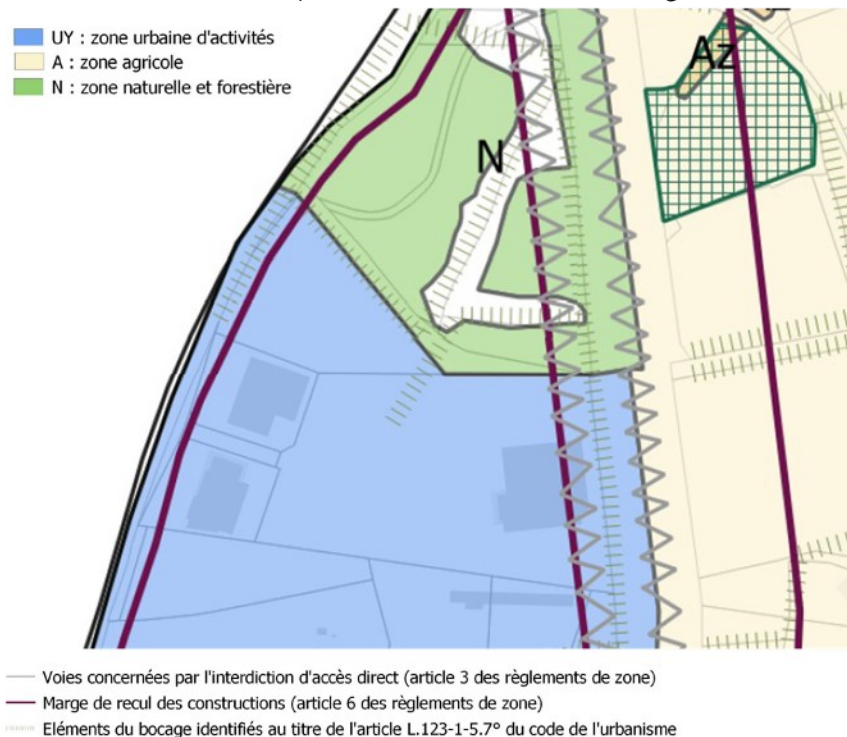 UY : zone urbaine d'activités
A : zone agricole
N : zone naturelle et forestière
Az
N
Voies concernées par l'interdiction d'accès direct (article 3 des règlements de zone)
Marge de recul des constructions (article 6 des règlements de zone)
Eléments du bocage identifiés au titre de l'article L.123-1-5.7° du code de l'urbanisme